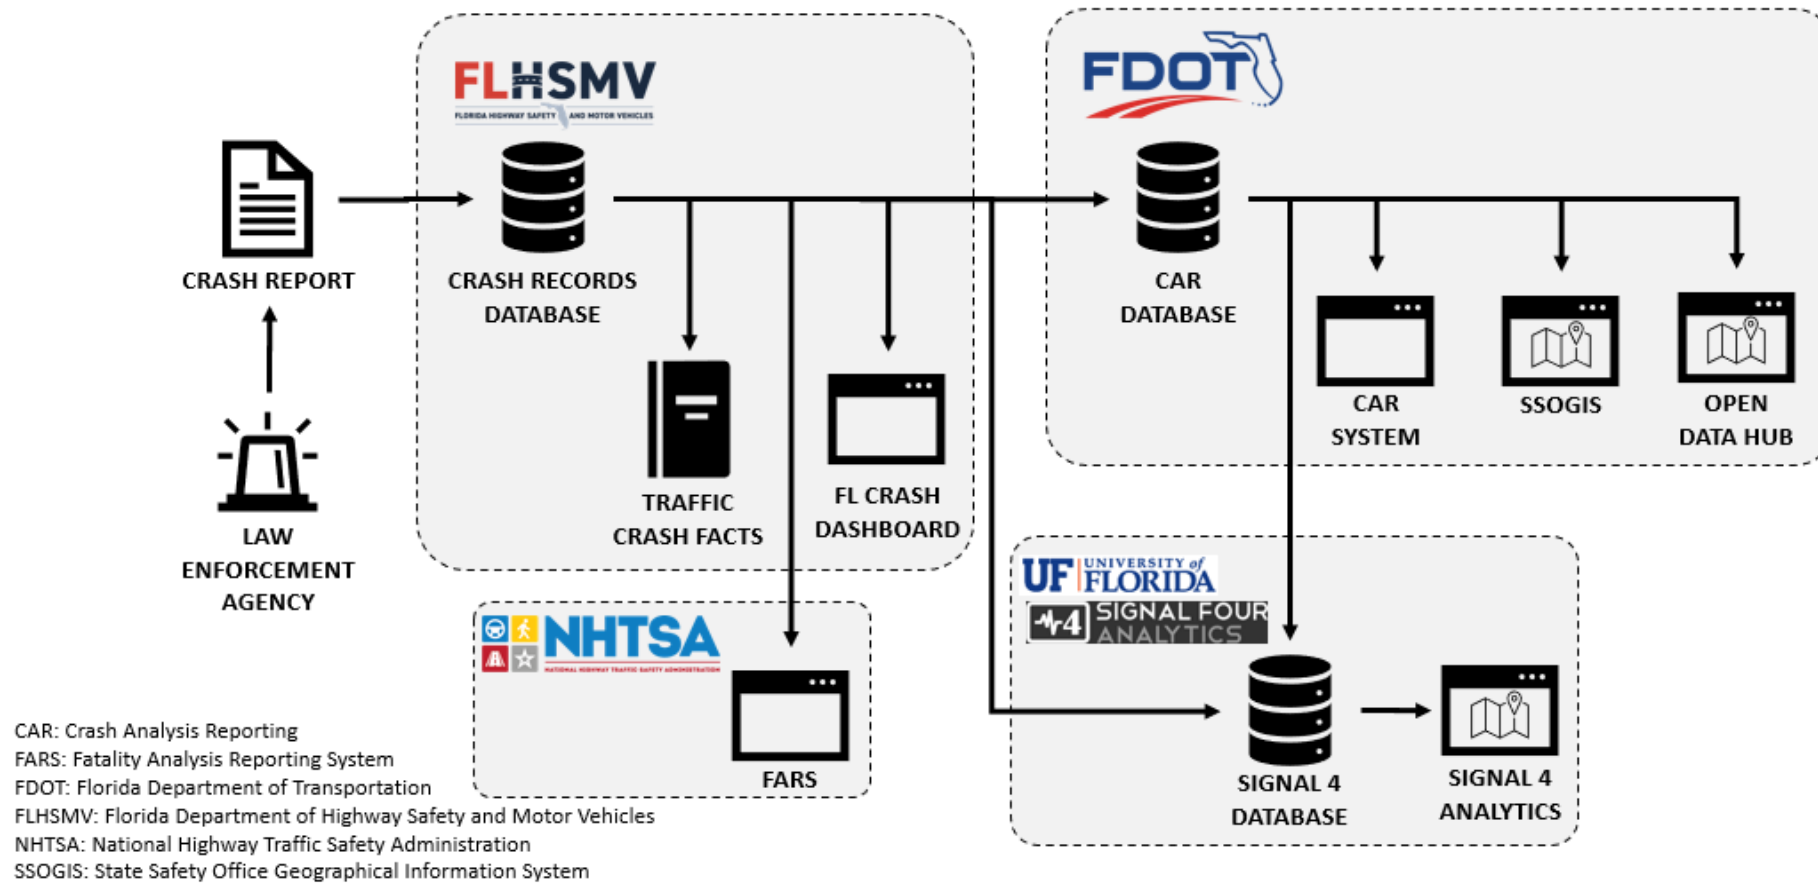 FLHSMV
FLORIDA HIGHWAY SAFETY AND MOTOR VEHICLES
FDOT
CRASH REPORT
CRASH RECORDS
DATABASE
CAR
DATABASE
CAR
SYSTEM
SSOGIS
OPEN
DATA HUB
LAW
ENFORCEMENT
AGENCY
TRAFFIC
CRASH FACTS
FL CRASH
DASHBOARD
NHTSA
NATIONAL HIGHWAY TRAFFIC SAFETY ADMINISTRATION
FARS
UF UNIVERSITY of
FLORIDA
4 SIGNAL FOUR
ANALYTICS
SIGNAL 4
DATABASE
SIGNAL 4
ANALYTICS
CAR: Crash Analysis Reporting
FARS: Fatality Analysis Reporting System
FDOT: Florida Department of Transportation
FLHSMV: Florida Department of Highway Safety and Motor Vehicles
NHTSA: National Highway Traffic Safety Administration
SSOGIS: State Safety Office Geographical Information System